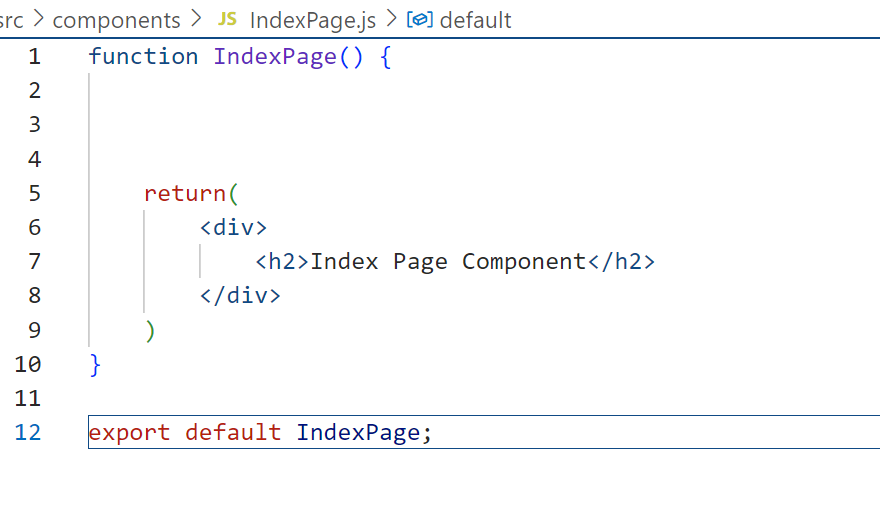 src > components > JS IndexPage.js > default
1 function IndexPage() {
2
3
4
5 return(
6 <div>
7 <h2>Index Page Component</h2>
8 </div>
9 )
10 }
11
12 export default IndexPage;